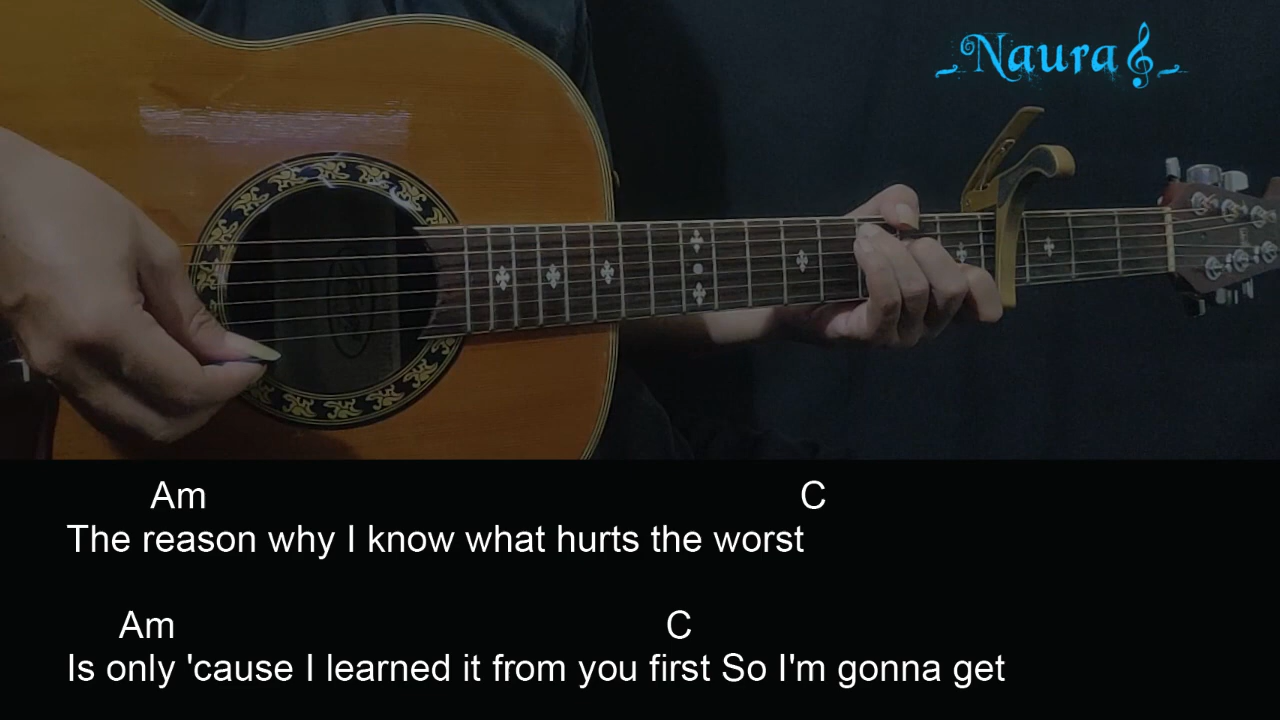 Naura
Am C
The reason why I know what hurts the worst
Am C
Is only 'cause I learned it from you first So I'm gonna get